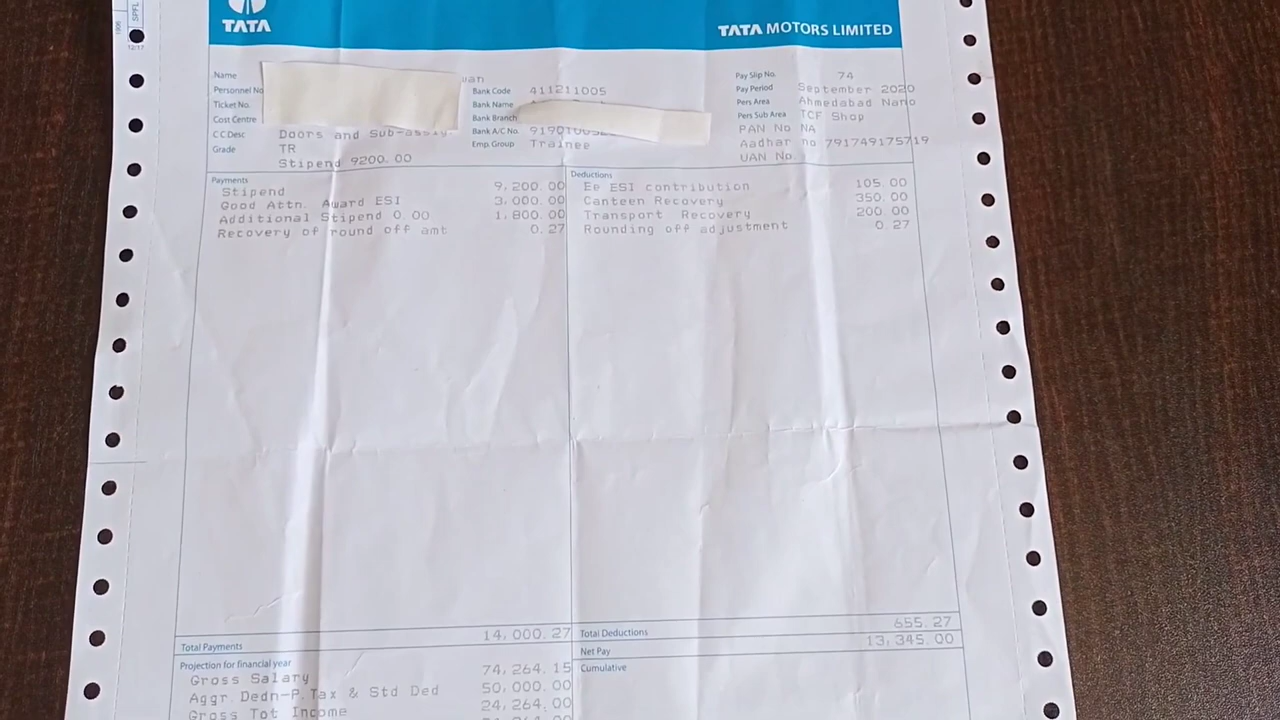 SPFL
1006
12/17
TATA
TATA MOTORS LIMITED
Name
Personnel No
Ticket No.
Cost Centre
CC Desc Doors and Sub-
Grade TR
Stipend 9200.00
Bank Code 411211005
Bank Name
Bank Branch
Bank A/C No.
Emp. Group Trainee
Pay Slip No. 74
Pay Period September 2020
Pers Area Ahmedabad Nano
Pers Sub Area TCF Shop
PAN No NA
Aadhar no 791749175719
UAN No.
Payments
Stipend 9,200.00
Good Attn. Award ESI 3,000.00
Additional Stipend 0.00 1,800.00
Recovery of round off amt 0.27
Deductions
Ee ESI contribution 105.00
Canteen Recovery 350.00
Transport Recovery 200.00
Rounding off adjustment 0.27
Total Payments 14,000.27
Total Deductions 655.27
Net Pay 13,345.00
Projection for financial year
Gross Salary 74,264.15
Aggr. Dedn-P.Tax & Std Ded 50,000.00
Gross Tot Income 24,264.00
Cumulative